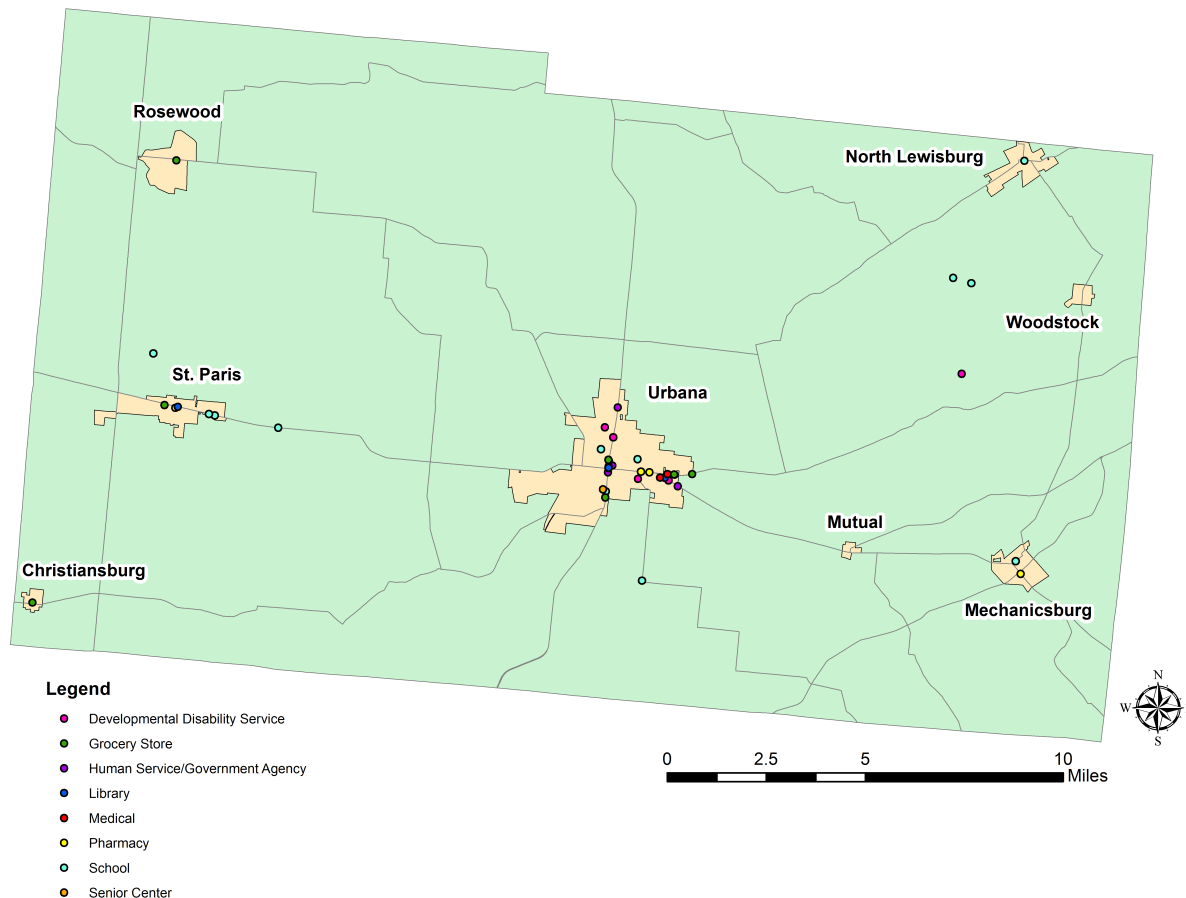 Rosewood
North Lewisburg
Woodstock
St. Paris
Urbana
Mutual
Christiansburg
Mechanicsburg
Legend
Developmental Disability Service
Grocery Store
Human Service/Government Agency
Library
Medical
Pharmacy
School
Senior Center
N
W E
S
0 2.5 5 10
Miles